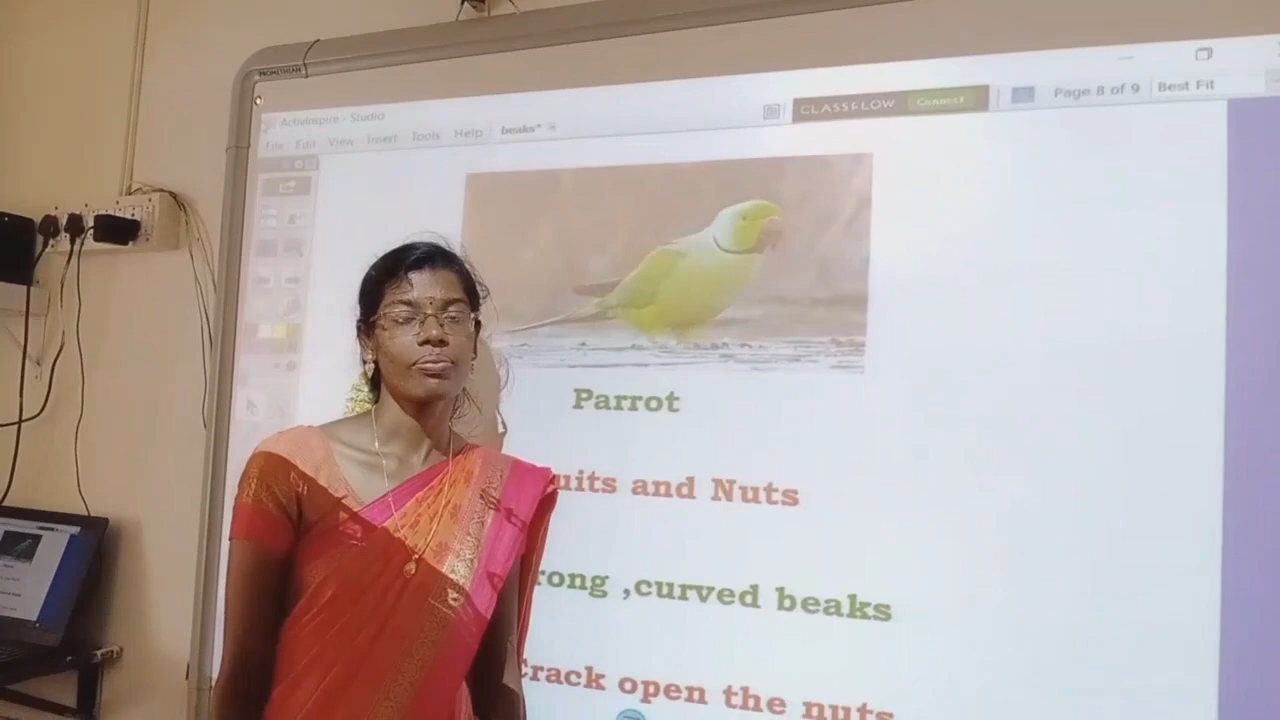 PROMETHEAN
ActivInspire - Studio
File Edit View Insert Tools Help beaks*
CLASSFLOW Connect Page 8 of 9 Best Fit
Parrot
uits and Nuts
rong ,curved beaks
Crack open the nuts